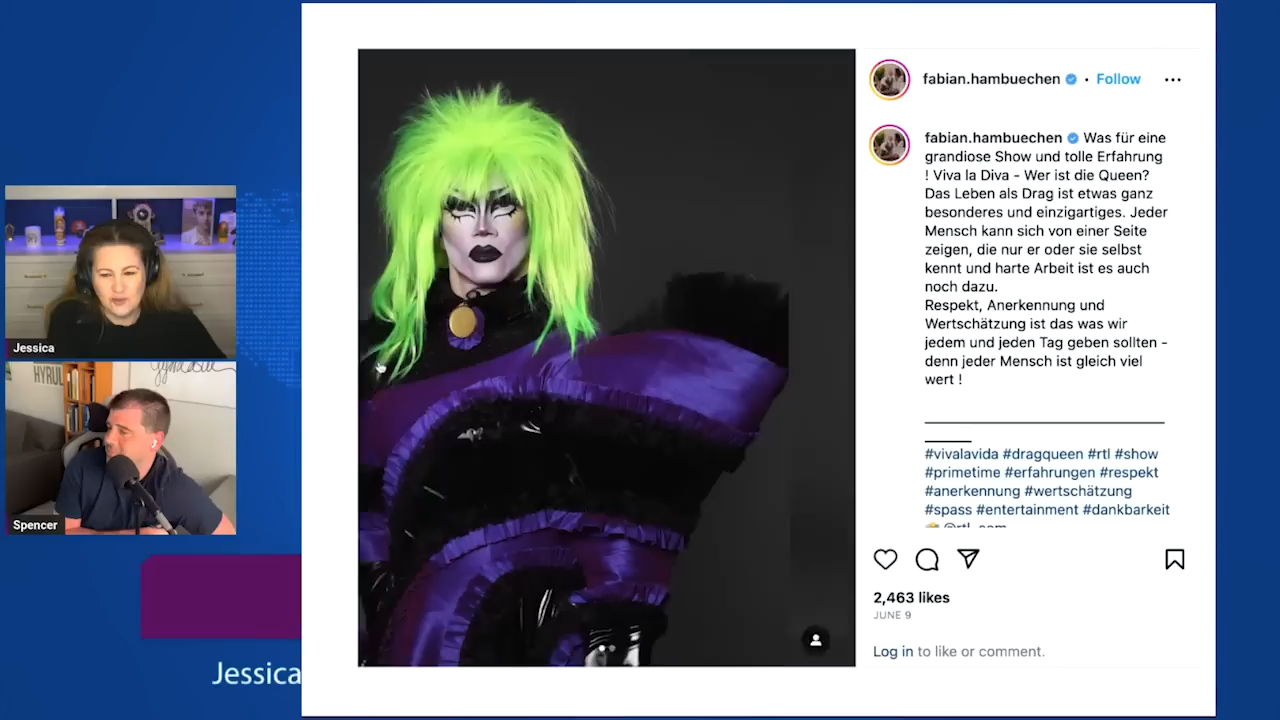 HYRUL
Jessica
Spencer
Jessica
fabian.hambuechen • Follow
fabian.hambuechen Was für eine
grandiose Show und tolle Erfahrung
! Viva la Diva - Wer ist die Queen?
Das Leben als Drag ist etwas ganz
besonderes und einzigartiges. Jeder
Mensch kann sich von einer Seite
zeigen, die nur er oder sie selbst
kennt und harte Arbeit ist es auch
noch dazu.
Respekt, Anerkennung und
Wertschätzung ist das was wir
jedem und jeden Tag geben sollten -
denn jeder Mensch ist gleich viel
wert !
#vivalavida #dragqueen #rtl #show
#primetime #erfahrungen #respekt
#anerkennung #wertschätzung
#spass #entertainment #dankbarkeit
2,463 likes
JUNE 9
Log in to like or comment.